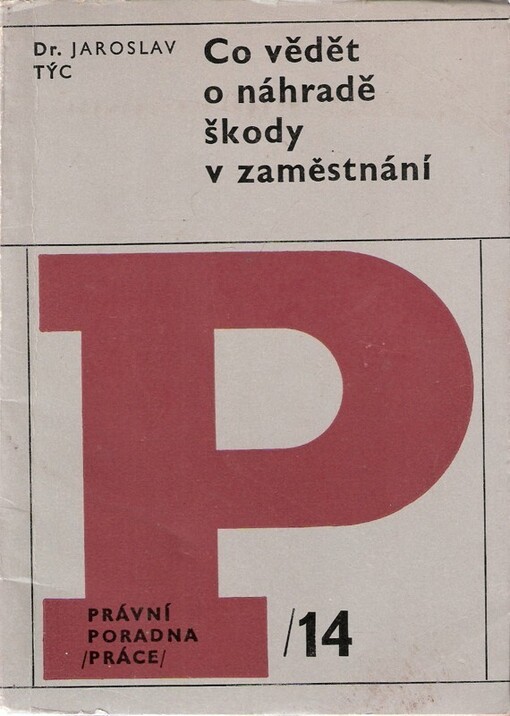 Dr. JAROSLAV
TÝC
Co vědět
o náhradě
škody
v zaměstnání
P
PRÁVNÍ
PORADNA
/PRÁCE/
/14